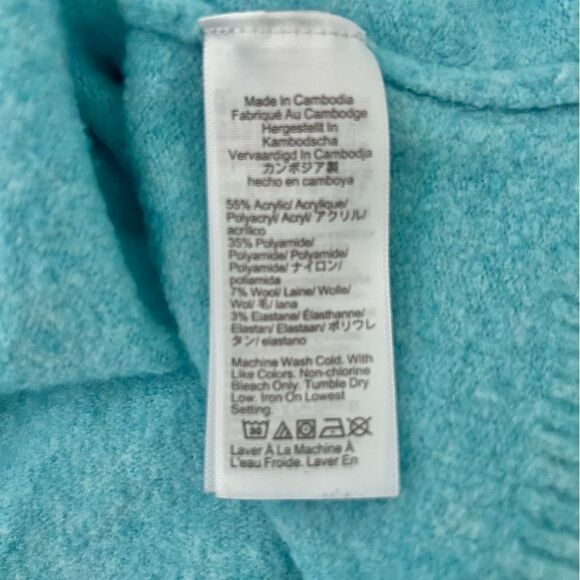 Made In Cambodia
Fabriqué Au Cambodge
Hergestellt In
Kambodscha
Vervaardigd In Cambodja
カンボジア製
hecho en camboya
55% Acrylic/ Acrylique/
Polyacryl/ Acryl/ アクリル/
acrílico
35% Polyamide/
Polyamide/ Polyamide/
Polyamide/ ナイロン/
poliamida
7% Wool/ Laine/ Wolle/
Wol/ 毛/ lana
3% Elastane/ Élasthanne/
Elastan/ Elastaan/ ポリウレ
タン/ elastano
Machine Wash Cold. With
Like Colors. Non-chlorine
Bleach Only. Tumble Dry
Low. Iron On Lowest
Setting.
30
Laver À La Machine À
L'eau Froide. Laver En